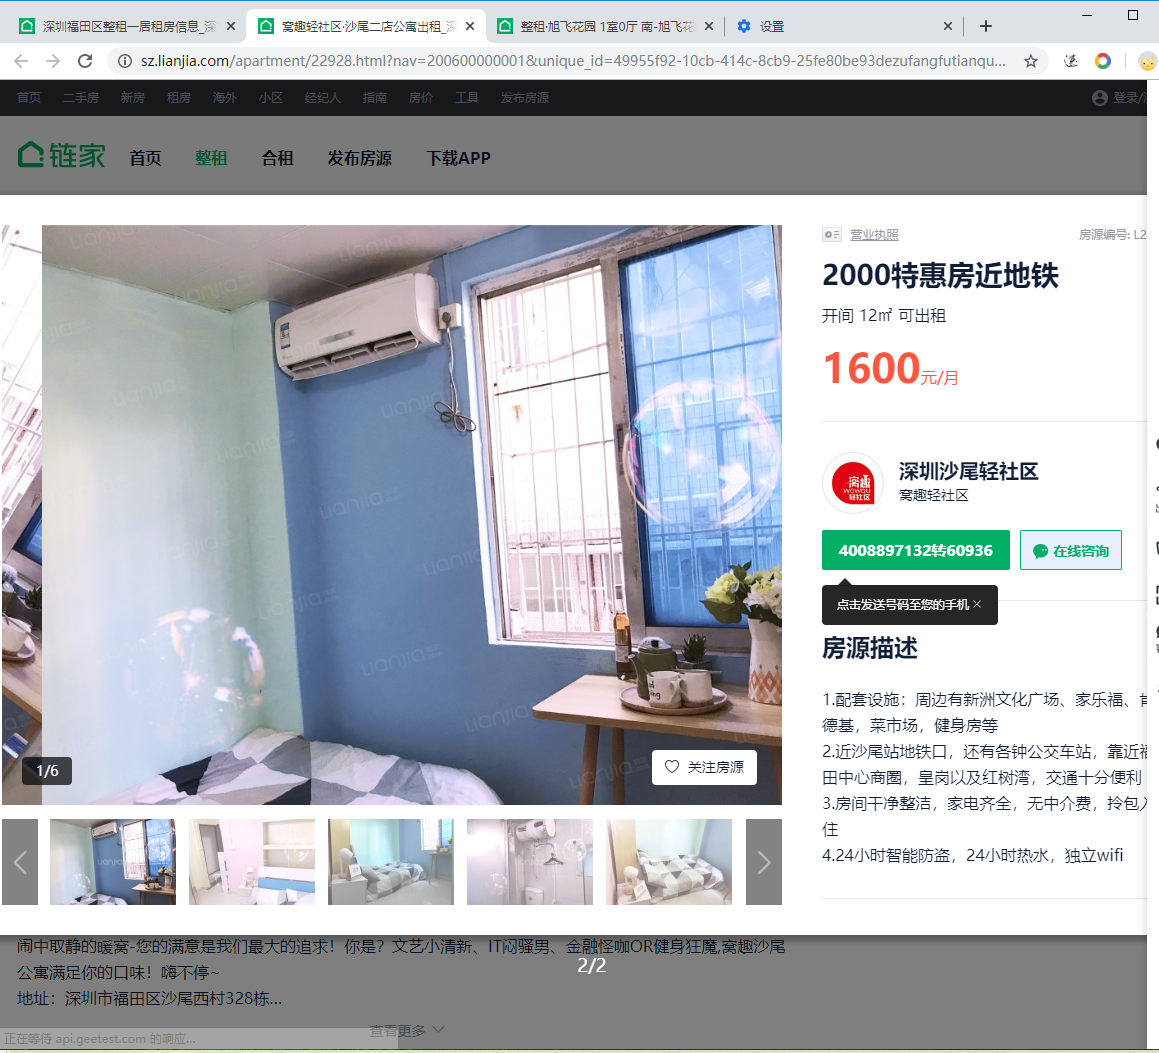 深圳福田区整租一居租房信息_深
窝趣轻社区·沙尾二店公寓出租_深
整租·旭飞花园 1室0厅 南-旭飞花
设置
sz.lianjia.com/apartment/22928.html?nav=200600000001&unique_id=49955f92-10cb-414c-8cb9-25fe80be93dezufangfutianqu...
首页 二手房 新房 租房 海外 小区 经纪人 指南 房价 工具 发布房源 登录/
链家 首页 整租 合租 发布房源 下载APP
营业执照 房源编号: L2
2000特惠房近地铁
开间 12㎡ 可出租
1600元/月
窝趣
WOWQU
轻社区
深圳沙尾轻社区
窝趣轻社区
4008897132转60936 在线咨询
点击发送号码至您的手机
房源描述
1.配套设施：周边有新洲文化广场、家乐福、肯
德基，菜市场，健身房等
2.近沙尾站地铁口，还有各钟公交车站，靠近福
田中心商圈，皇岗以及红树湾，交通十分便利
3.房间干净整洁，家电齐全，无中介费，拎包入
住
4.24小时智能防盗，24小时热水，独立wifi
lianjia
1/6
关注房源
闹中取静的暖窝-您的满意是我们最大的追求！你是？文艺小清新、IT闷骚男、金融怪咖OR健身狂魔,窝趣沙尾
公寓满足你的口味！嗨不停~
2/2
地址：深圳市福田区沙尾西村328栋...
查看更多
正在等待 api.geetest.com 的响应...